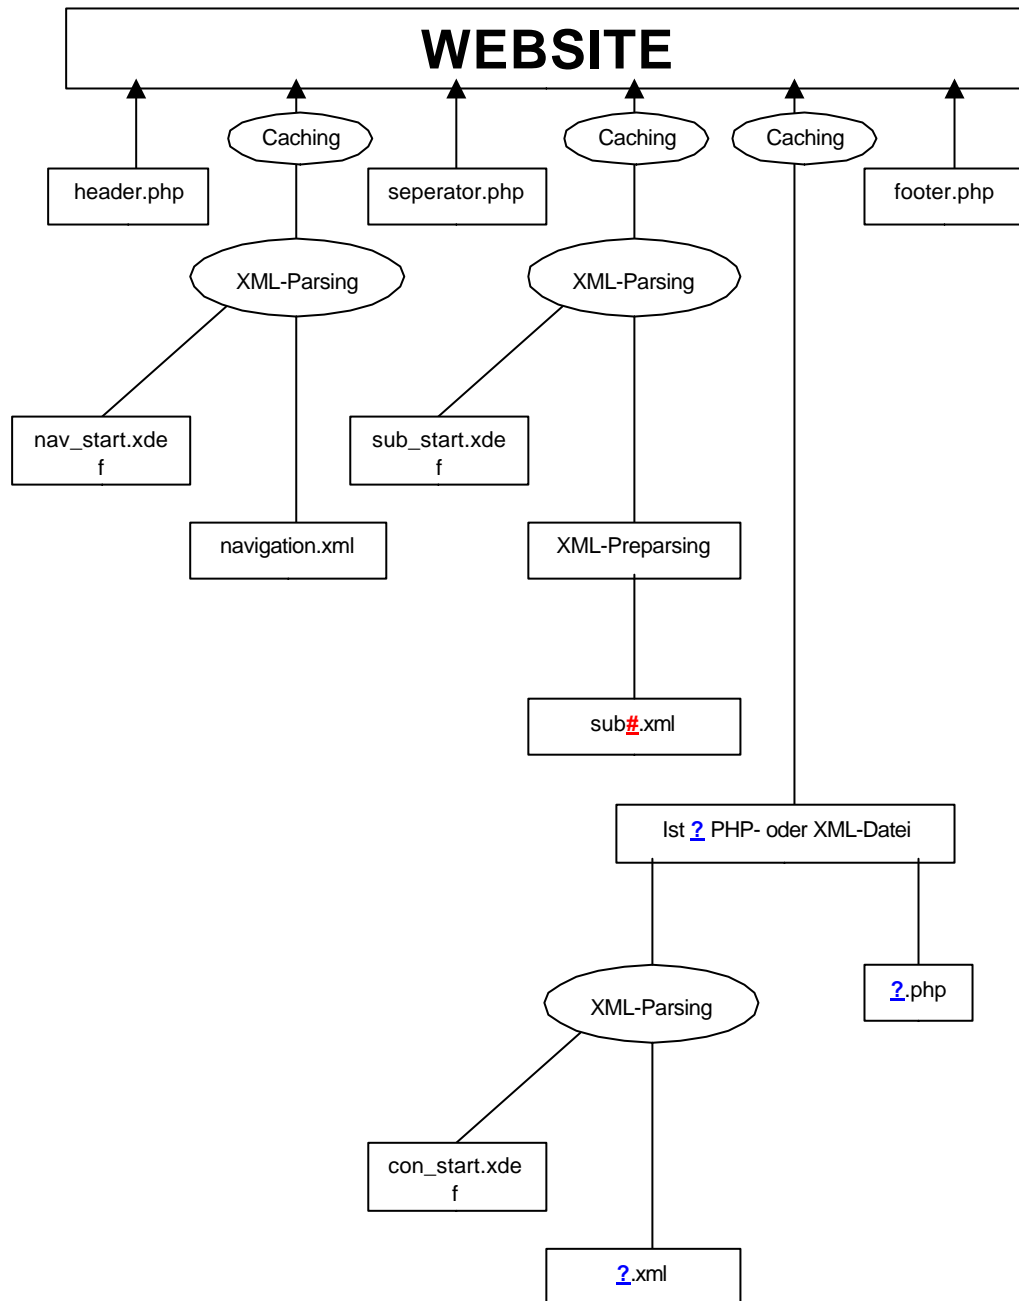 WEBSITE
Caching
Caching
Caching
header.php
seperator.php
footer.php
XML-Parsing
XML-Parsing
nav_start.xde
f
sub_start.xde
f
navigation.xml
XML-Preparsing
sub#.xml
Ist ? PHP- oder XML-Datei
?.php
XML-Parsing
con_start.xde
f
?.xml